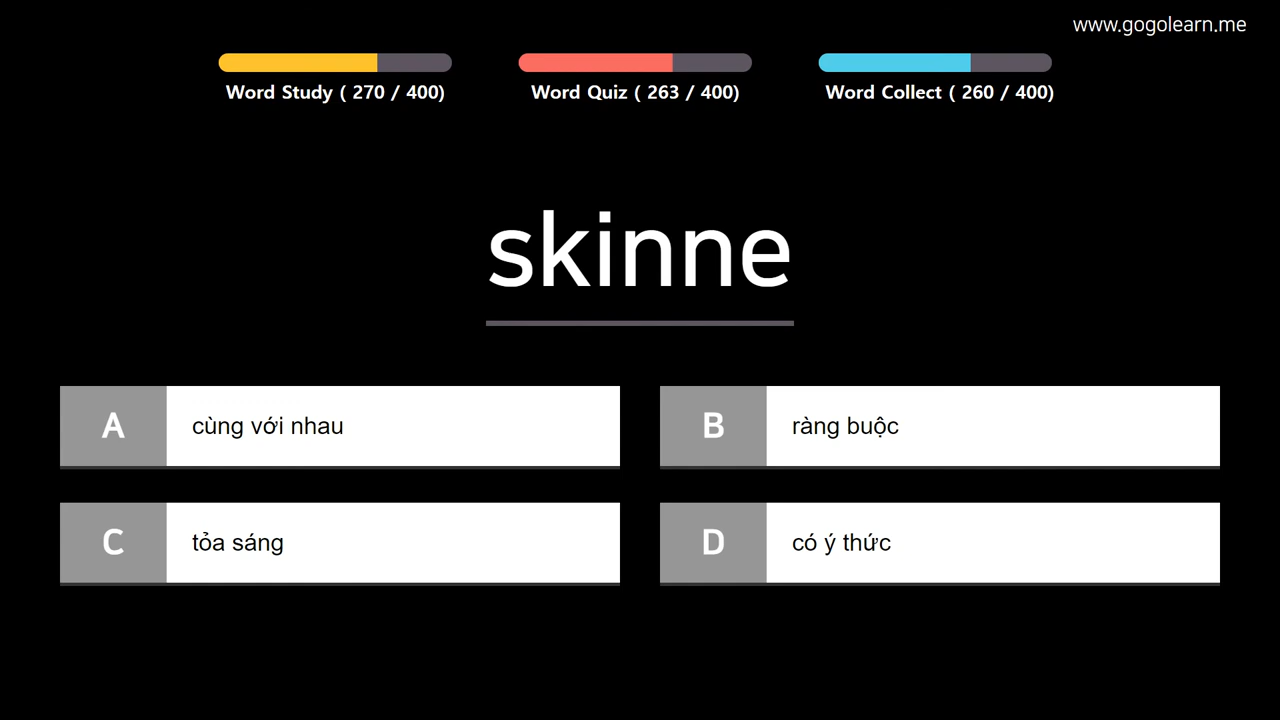 www.gogolearn.me
Word Study ( 270 / 400)
Word Quiz ( 263 / 400)
Word Collect ( 260 / 400)
skinne
A
cùng với nhau
B
ràng buộc
C
tỏa sáng
D
có ý thức